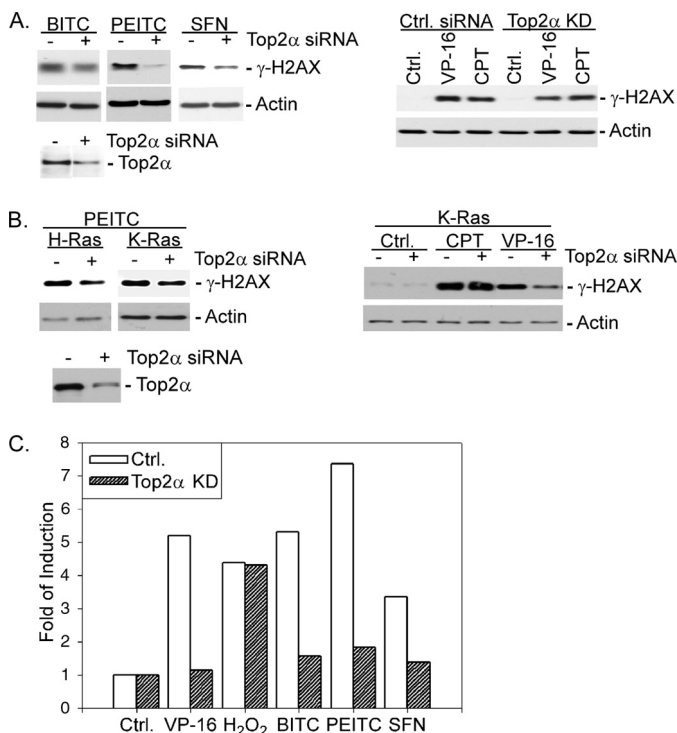 A.
BITC PEITC SFN
- + - + - + Top2α siRNA
- γ-H2AX
- Actin
- + Top2α siRNA
- Top2α
Ctrl. siRNA Top2α KD
Ctrl. VP-16 CPT Ctrl. VP-16 CPT
- γ-H2AX
- Actin
B.
PEITC
H-Ras K-Ras
- + - + Top2α siRNA
- γ-H2AX
- Actin
- + Top2α siRNA
- Top2α
K-Ras
Ctrl. CPT VP-16
- + - + - + Top2α siRNA
- γ-H2AX
- Actin
C.
Fold of Induction
8
7
6
5
4
3
2
1
0
Ctrl.
Top2α KD
Ctrl. VP-16 H₂O₂ BITC PEITC SFN